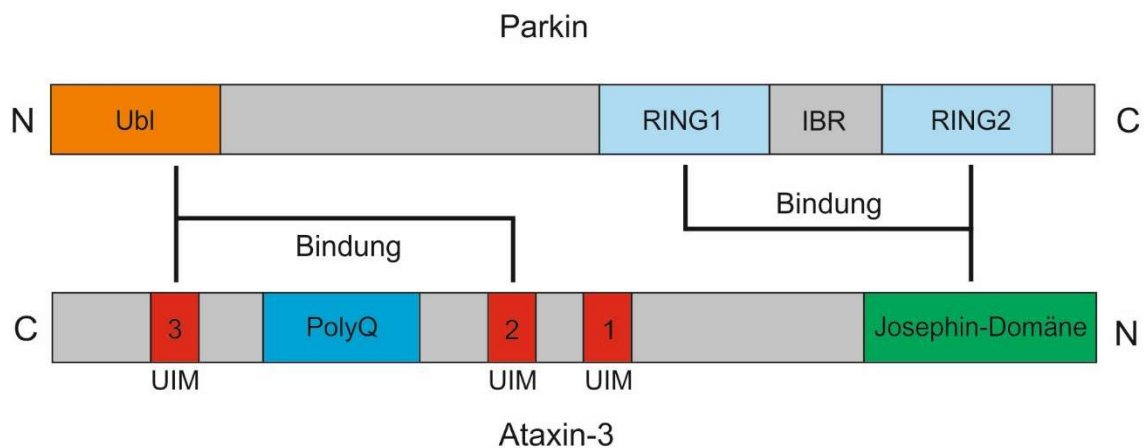 Parkin
N Ubl RING1 IBR RING2 C
Bindung
Bindung
C 3 PolyQ 2 1 Josephin-Domäne N
UIM UIM UIM
Ataxin-3